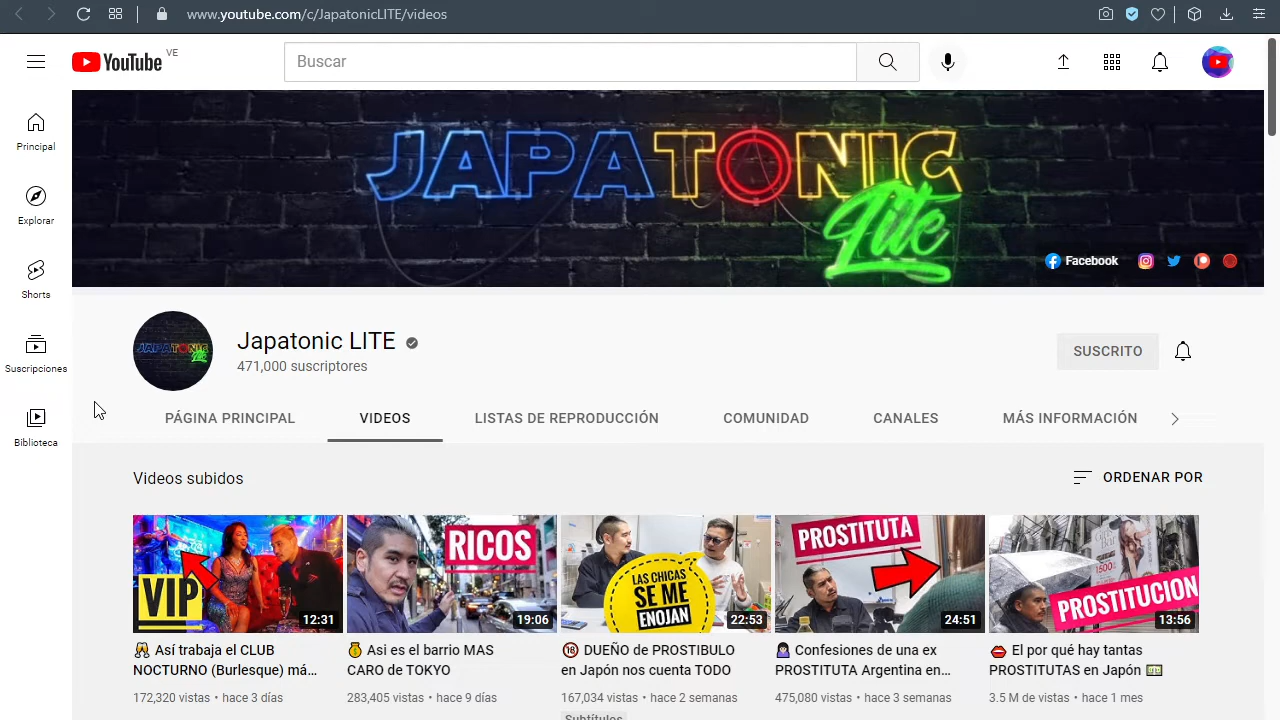 www.youtube.com/c/JapatonicLITE/videos
YouTube VE
Buscar
Principal
Explorar
Shorts
Suscripciones
Biblioteca
JAPATONIC
Lite
Facebook
JAPATONIC
Lite
Japatonic LITE
471,000 suscriptores
SUSCRITO
PÁGINA PRINCIPAL
VIDEOS
LISTAS DE REPRODUCCIÓN
COMUNIDAD
CANALES
MÁS INFORMACIÓN
Videos subidos
ORDENAR POR
VIP
12:31
RICOS
19:06
LAS CHICAS
SE ME
ENOJAN
22:53
PROSTITUTA
24:51
1500
PROSTITUCION
13:56
👯 Así trabaja el CLUB
NOCTURNO (Burlesque) má…
172,320 vistas • hace 3 días
💰 Asi es el barrio MAS
CARO de TOKYO
283,405 vistas • hace 9 días
🔞 DUEÑO de PROSTIBULO
en Japón nos cuenta TODO
167,034 vistas • hace 2 semanas
Subtítulos
🙍🏻‍♀️ Confesiones de una ex
PROSTITUTA Argentina en…
475,080 vistas • hace 3 semanas
👄 El por qué hay tantas
PROSTITUTAS en Japón 💵
3.5 M de vistas • hace 1 mes